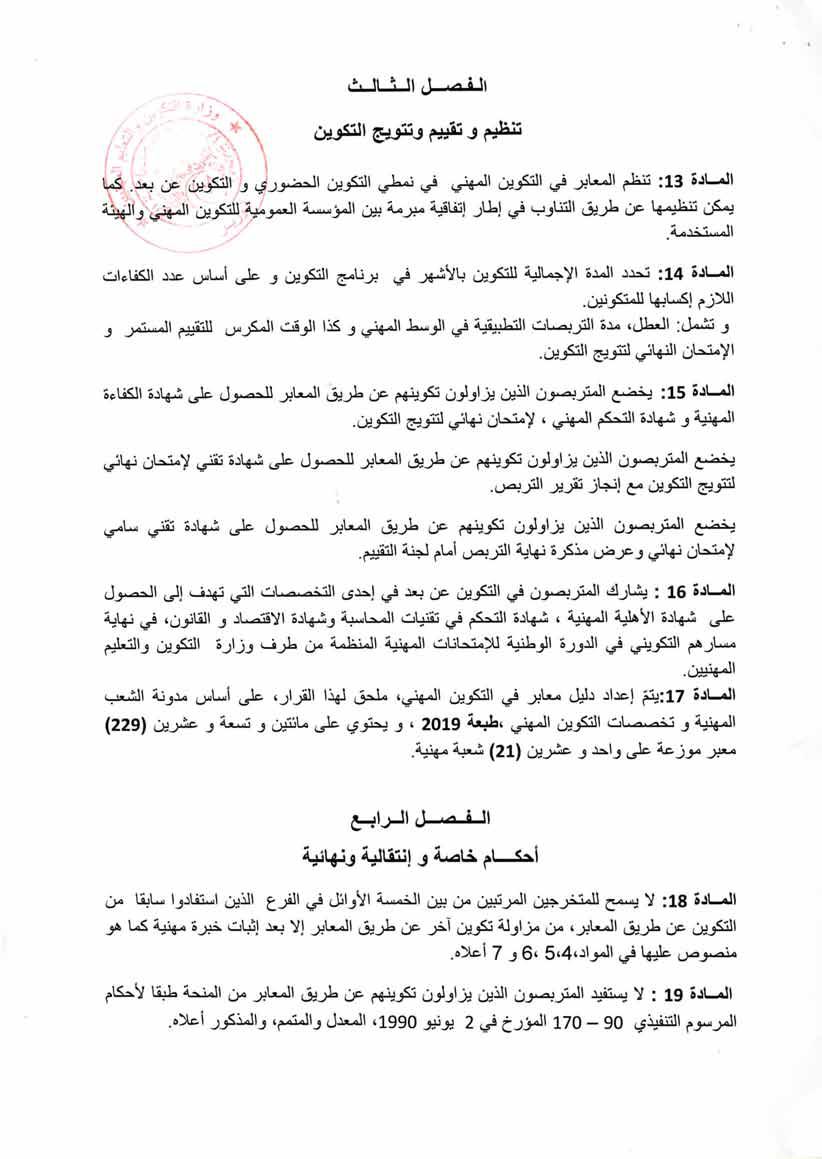 الـفـصـــل الـثـالـث
تنظيم و تقييم وتتويج التكوين
وزارة التكوين و التعليم
المــادة 13: تنظم المعابر في التكوين المهني في نمطي التكوين الحضوري و التكوين عن بعد. كما
يمكن تنظيمها عن طريق التناوب في إطار إتفاقية مبرمة بين المؤسسة العمومية للتكوين المهني والهيئة
المستخدمة.
المــادة 14: تحدد المدة الإجمالية للتكوين بالأشهر في برنامج التكوين و على أساس عدد الكفاءات
اللازم إكسابها للمتكونين.
و تشمل: العطل، مدة التربصات التطبيقية في الوسط المهني و كذا الوقت المكرس للتقييم المستمر و
الإمتحان النهائي لتتويج التكوين.
المــادة 15: يخضع المتربصون الذين يزاولون تكوينهم عن طريق المعابر للحصول على شهادة الكفاءة
المهنية و شهادة التحكم المهني ، لإمتحان نهائي لتتويج التكوين.
يخضع المتربصون الذين يزاولون تكوينهم عن طريق المعابر للحصول على شهادة تقني لإمتحان نهائي
لتتويج التكوين مع إنجاز تقرير التربص.
يخضع المتربصون الذين يزاولون تكوينهم عن طريق المعابر للحصول على شهادة تقني سامي
لإمتحان نهائي وعرض مذكرة نهاية التربص أمام لجنة التقييم.
المــادة 16 : يشارك المتربصون في التكوين عن بعد في إحدى التخصصات التي تهدف إلى الحصول
على شهادة الأهلية المهنية ، شهادة التحكم في تقنيات المحاسبة وشهادة الاقتصاد و القانون، في نهاية
مسارهم التكويني في الدورة الوطنية للإمتحانات المهنية المنظمة من طرف وزارة التكوين والتعليم
المهنيين.
المــادة 17:يتمّ إعداد دليل معابر في التكوين المهني، ملحق لهذا القرار، على أساس مدونة الشعب
المهنية و تخصصات التكوين المهني ،طبعة 2019 ، و يحتوي على مائتين و تسعة و عشرين (229)
معبر موزعة على واحد و عشرين (21) شعبة مهنية.
الـفـصـــل الـرابـع
أحكـــام خاصة و إنتقالية ونهائية
المــادة 18: لا يسمح للمتخرجين المرتبين من بين الخمسة الأوائل في الفرع الذين استفادوا سابقا من
التكوين عن طريق المعابر، من مزاولة تكوين آخر عن طريق المعابر إلا بعد إثبات خبرة مهنية كما هو
منصوص عليها في المواد،4،5 ،6 و 7 أعلاه.
المــادة 19 : لا يستفيد المتربصون الذين يزاولون تكوينهم عن طريق المعابر من المنحة طبقا لأحكام
المرسوم التنفيذي 90 – 170 المؤرخ في 2 يونيو 1990، المعدل والمتمم، والمذكور أعلاه.